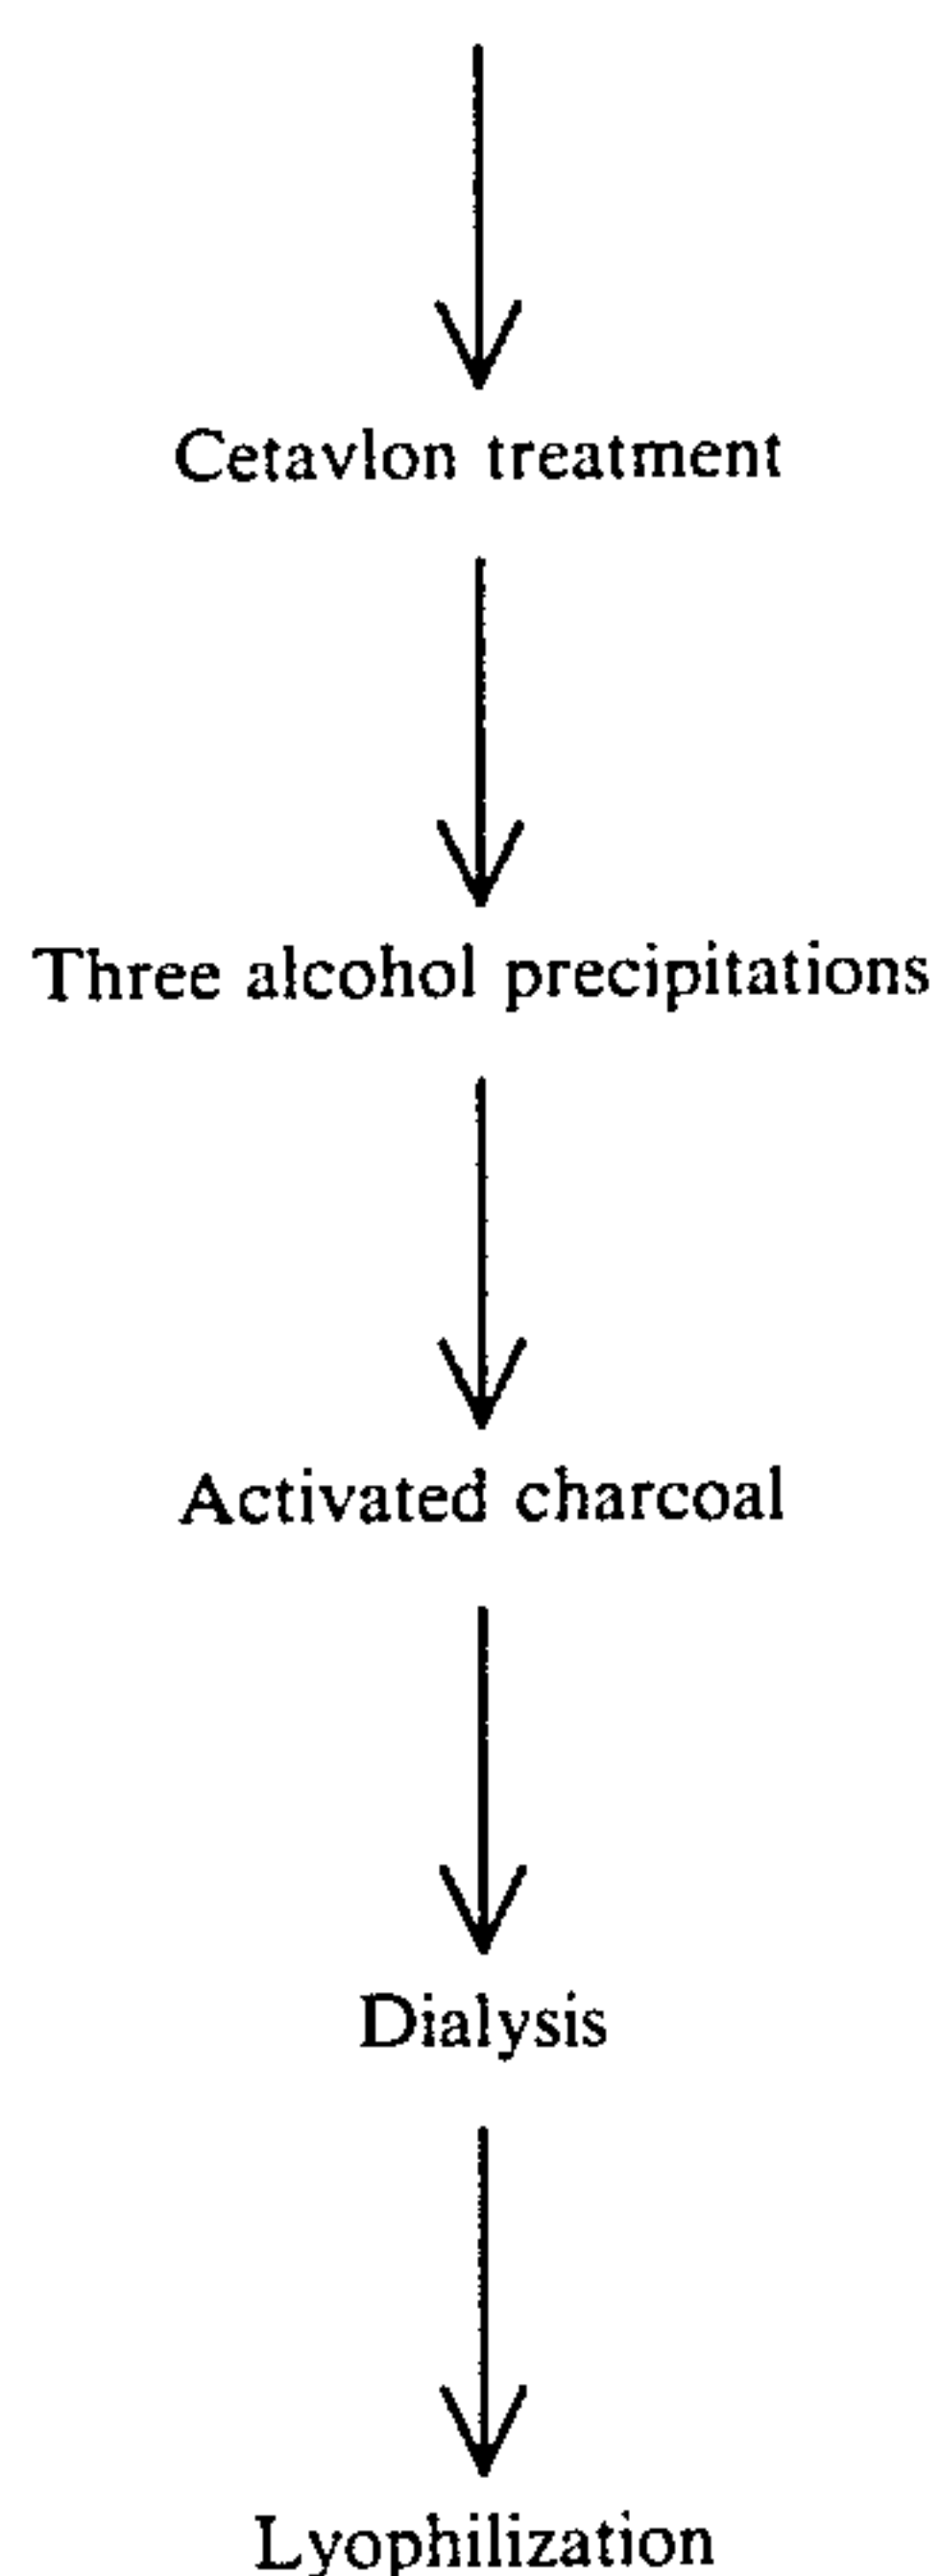 Cetavlon treatment
Three alcohol precipitations
Activated charcoal
Dialysis
Lyophilization